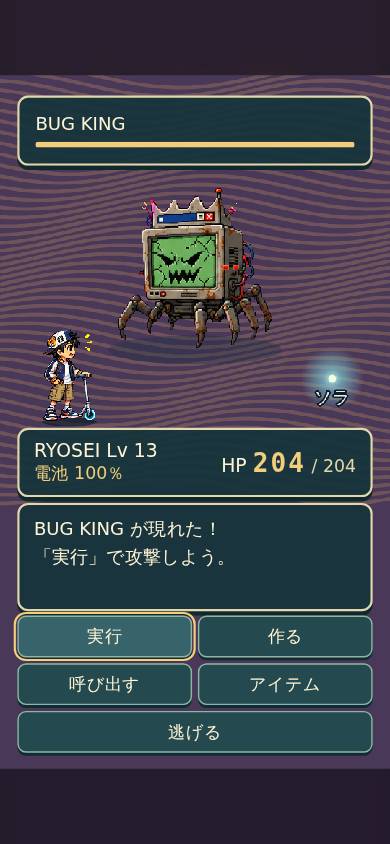 BUG KING
ソラ
RYOSEI Lv 13
電池 100%
HP 204 / 204
BUG KING が現れた！
「実行」で攻撃しよう。
実行
作る
呼び出す
アイテム
逃げる